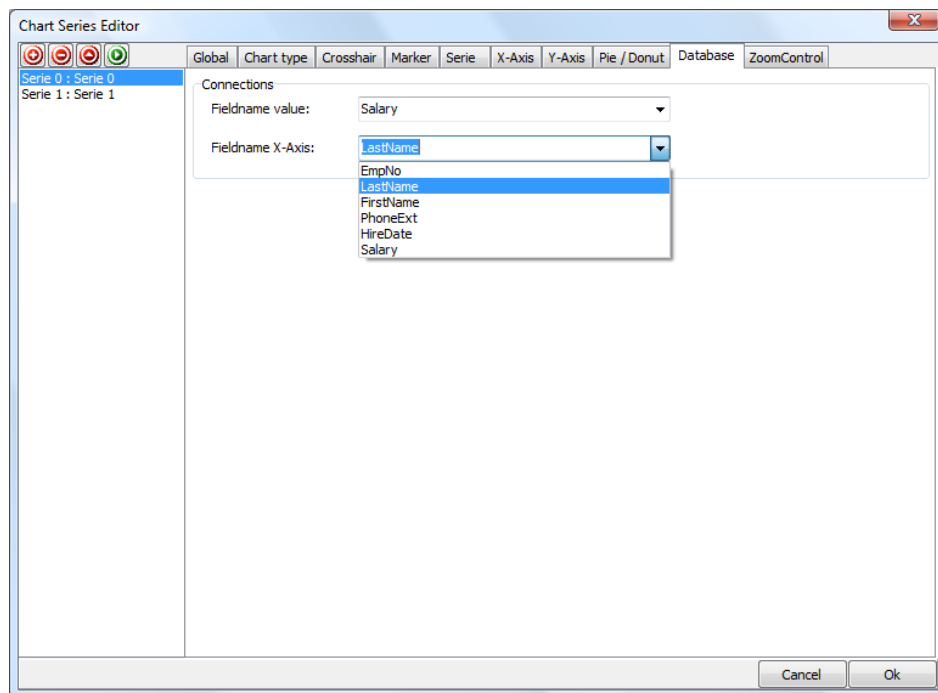 Chart Series Editor
Global Chart type Crosshair Marker Serie X-Axis Y-Axis Pie / Donut Database ZoomControl
Serie 0 : Serie 0
Serie 1 : Serie 1
Connections
Fieldname value: Salary
Fieldname X-Axis: LastName
EmpNo
LastName
FirstName
PhoneExt
HireDate
Salary
Cancel Ok